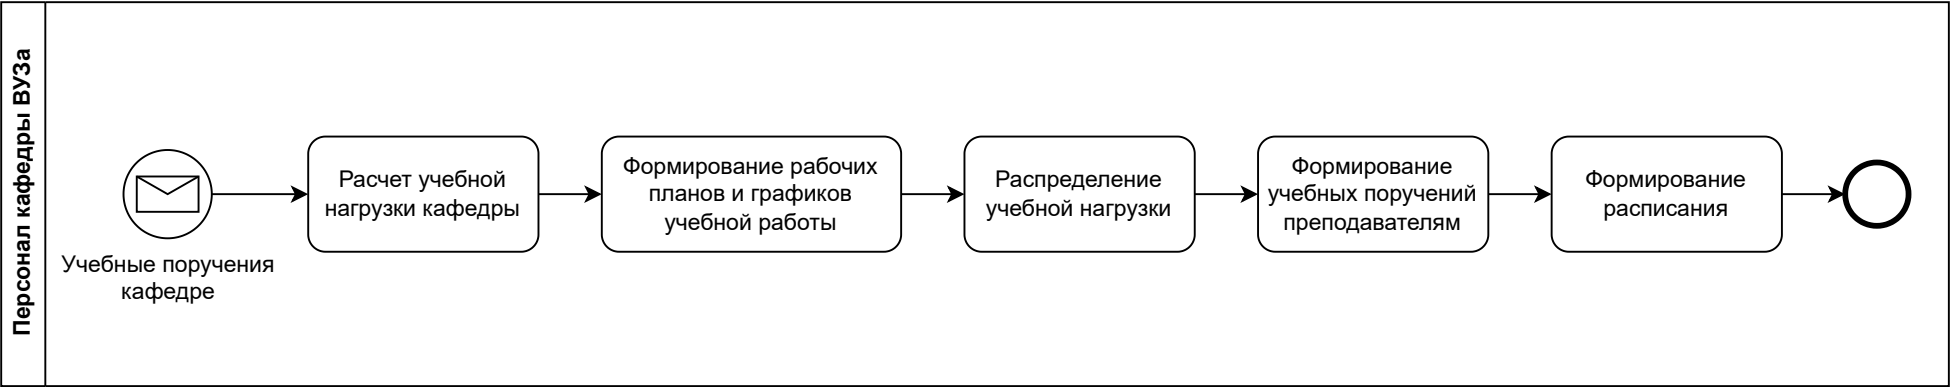 Персонал кафедры ВУЗа
Учебные поручения
кафедре
Расчет учебной
нагрузки кафедры
Формирование рабочих
планов и графиков
учебной работы
Распределение
учебной нагрузки
Формирование
учебных поручений
преподавателям
Формирование
расписания